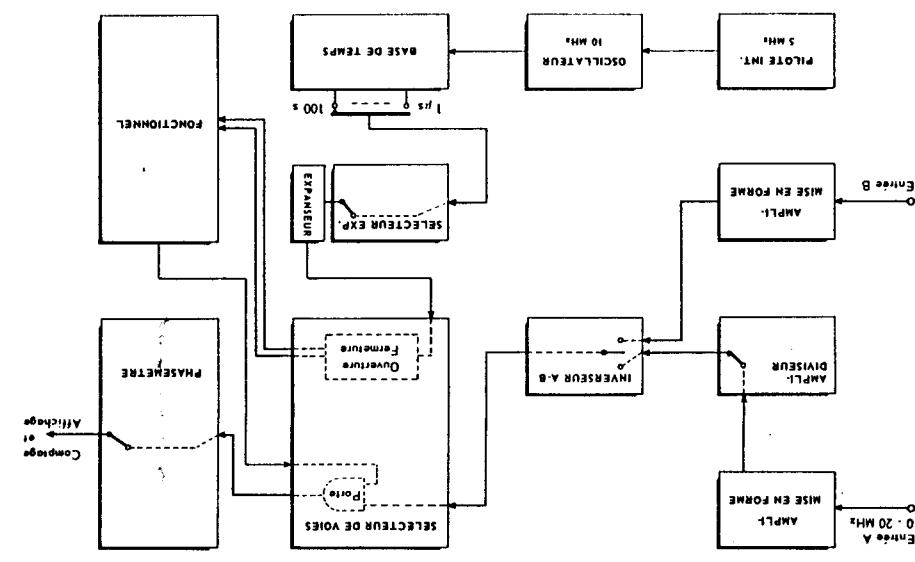 Entrée A
0 - 20 MHz
AMPLI-
MISE EN FORME
SELECTEUR DE VOIES
Porte
Comptage
et
Affichage
AMPLI-
DIVISEUR
INVERSEUR A-B
Ouverture
Fermeture
PHASEMETRE
Entrée B
AMPLI-
MISE EN FORME
SELECTEUR EXP.
EXPANSEUR
FONCTIONNEL
1 µs
100 s
PILOTE INT.
5 MHz
OSCILLATEUR
10 MHz
BASE DE TEMPS